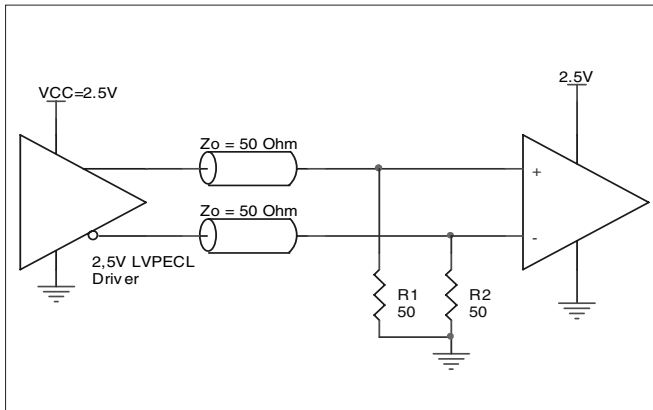 2.5V
VCC=2.5V
Zo = 50 Ohm
+
Zo = 50 Ohm
-
2,5V LVPECL
Driver
R1
50
R2
50